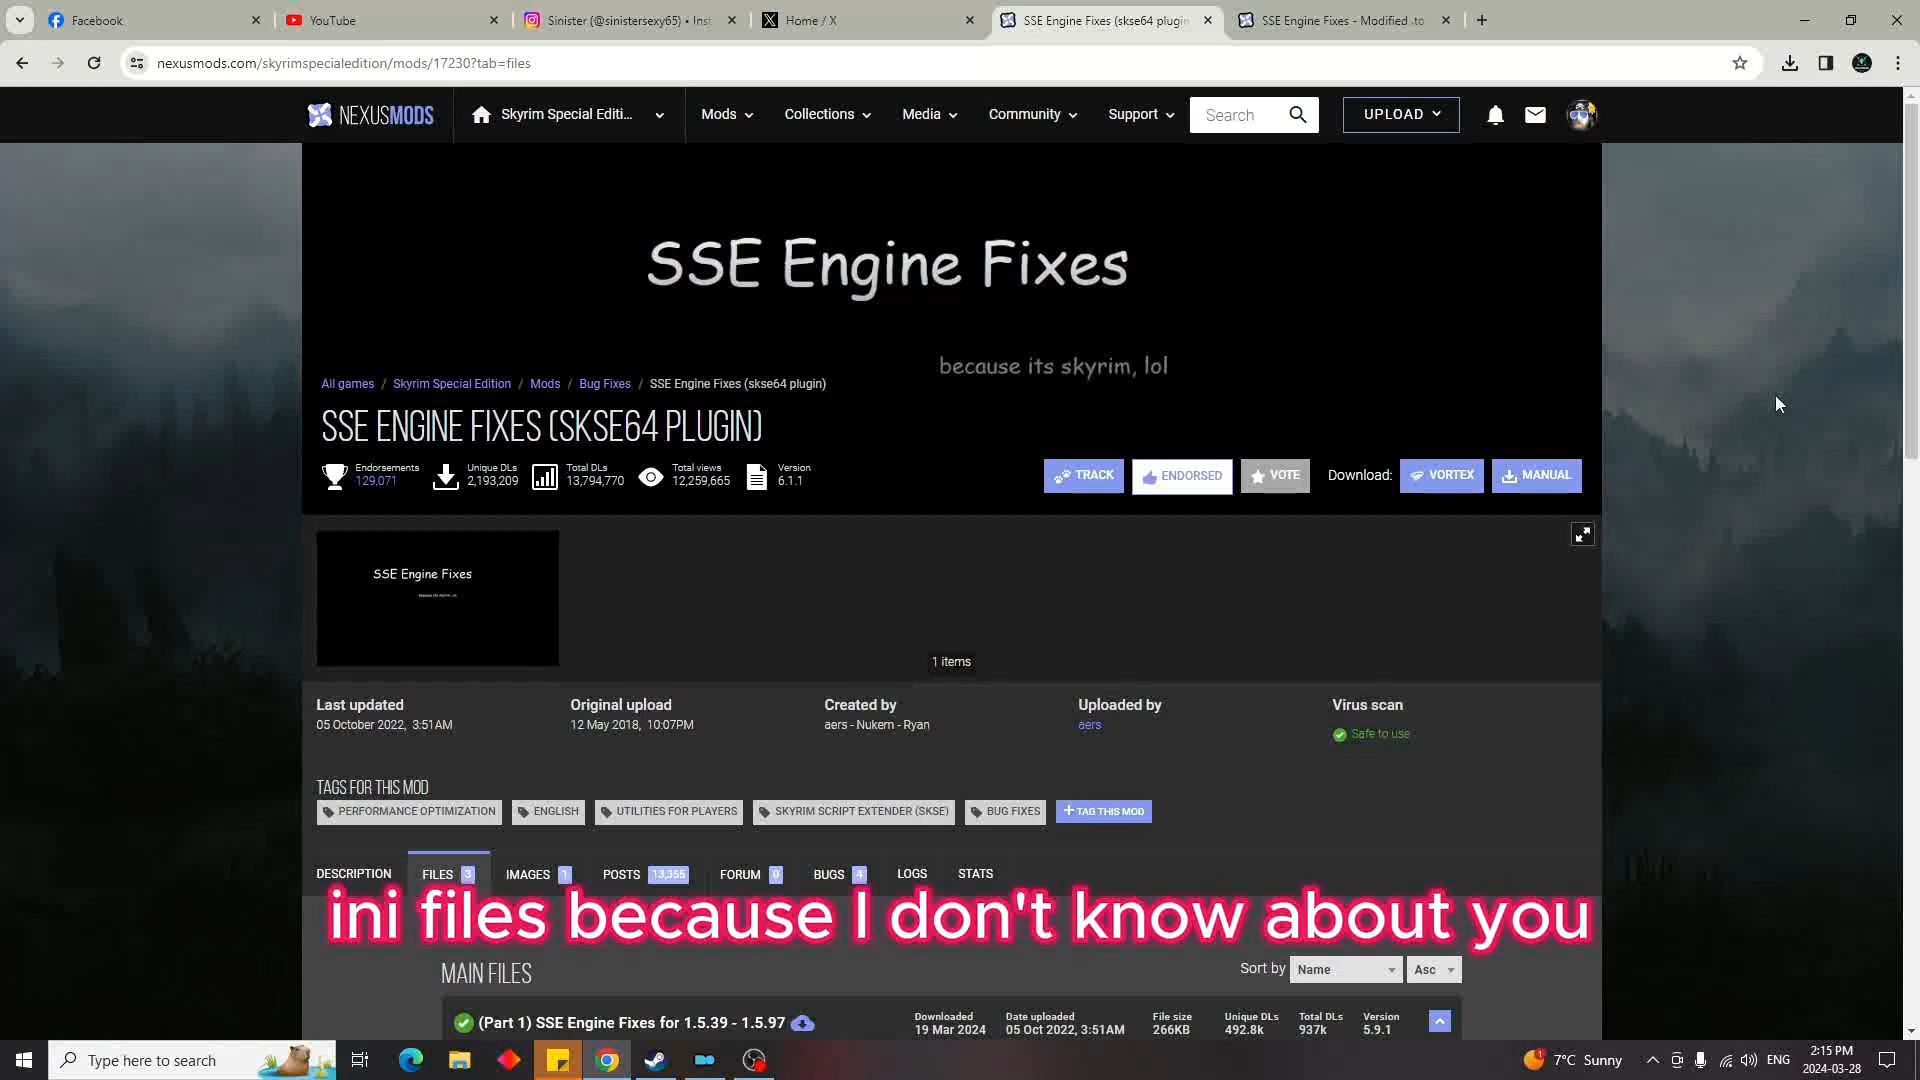 Facebook
YouTube
Sinister (@sinistersexy65) • Inst
Home / X
SSE Engine Fixes (skse64 plugin
SSE Engine Fixes - Modified .to
nexusmods.com/skyrimspecialedition/mods/17230?tab=files
NEXUSMODS
Skyrim Special Editi...
Mods
Collections
Media
Community
Support
Search
UPLOAD
SSE Engine Fixes
because its skyrim, lol
All games / Skyrim Special Edition / Mods / Bug Fixes / SSE Engine Fixes (skse64 plugin)
SSE ENGINE FIXES (SKSE64 PLUGIN)
Endorsements
129,071
Unique DLs
2,193,209
Total DLs
13,794,770
Total views
12,259,665
Version
6.1.1
TRACK
ENDORSED
VOTE
Download:
VORTEX
MANUAL
SSE Engine Fixes
because its skyrim, lol
1 items
Last updated
05 October 2022, 3:51AM
Original upload
12 May 2018, 10:07PM
Created by
aers - Nukem - Ryan
Uploaded by
aers
Virus scan
Safe to use
TAGS FOR THIS MOD
PERFORMANCE OPTIMIZATION
ENGLISH
UTILITIES FOR PLAYERS
SKYRIM SCRIPT EXTENDER (SKSE)
BUG FIXES
+ TAG THIS MOD
DESCRIPTION
FILES 3
IMAGES 1
POSTS 13,355
FORUM 0
BUGS 4
LOGS
STATS
ini files because I don't know about you
MAIN FILES
Sort by
Name
Asc
(Part 1) SSE Engine Fixes for 1.5.39 - 1.5.97
Downloaded
19 Mar 2024
Date uploaded
05 Oct 2022, 3:51AM
File size
266KB
Unique DLs
492.8k
Total DLs
937k
Version
5.9.1
Type here to search
7°C Sunny
ENG
2:15 PM
2024-03-28